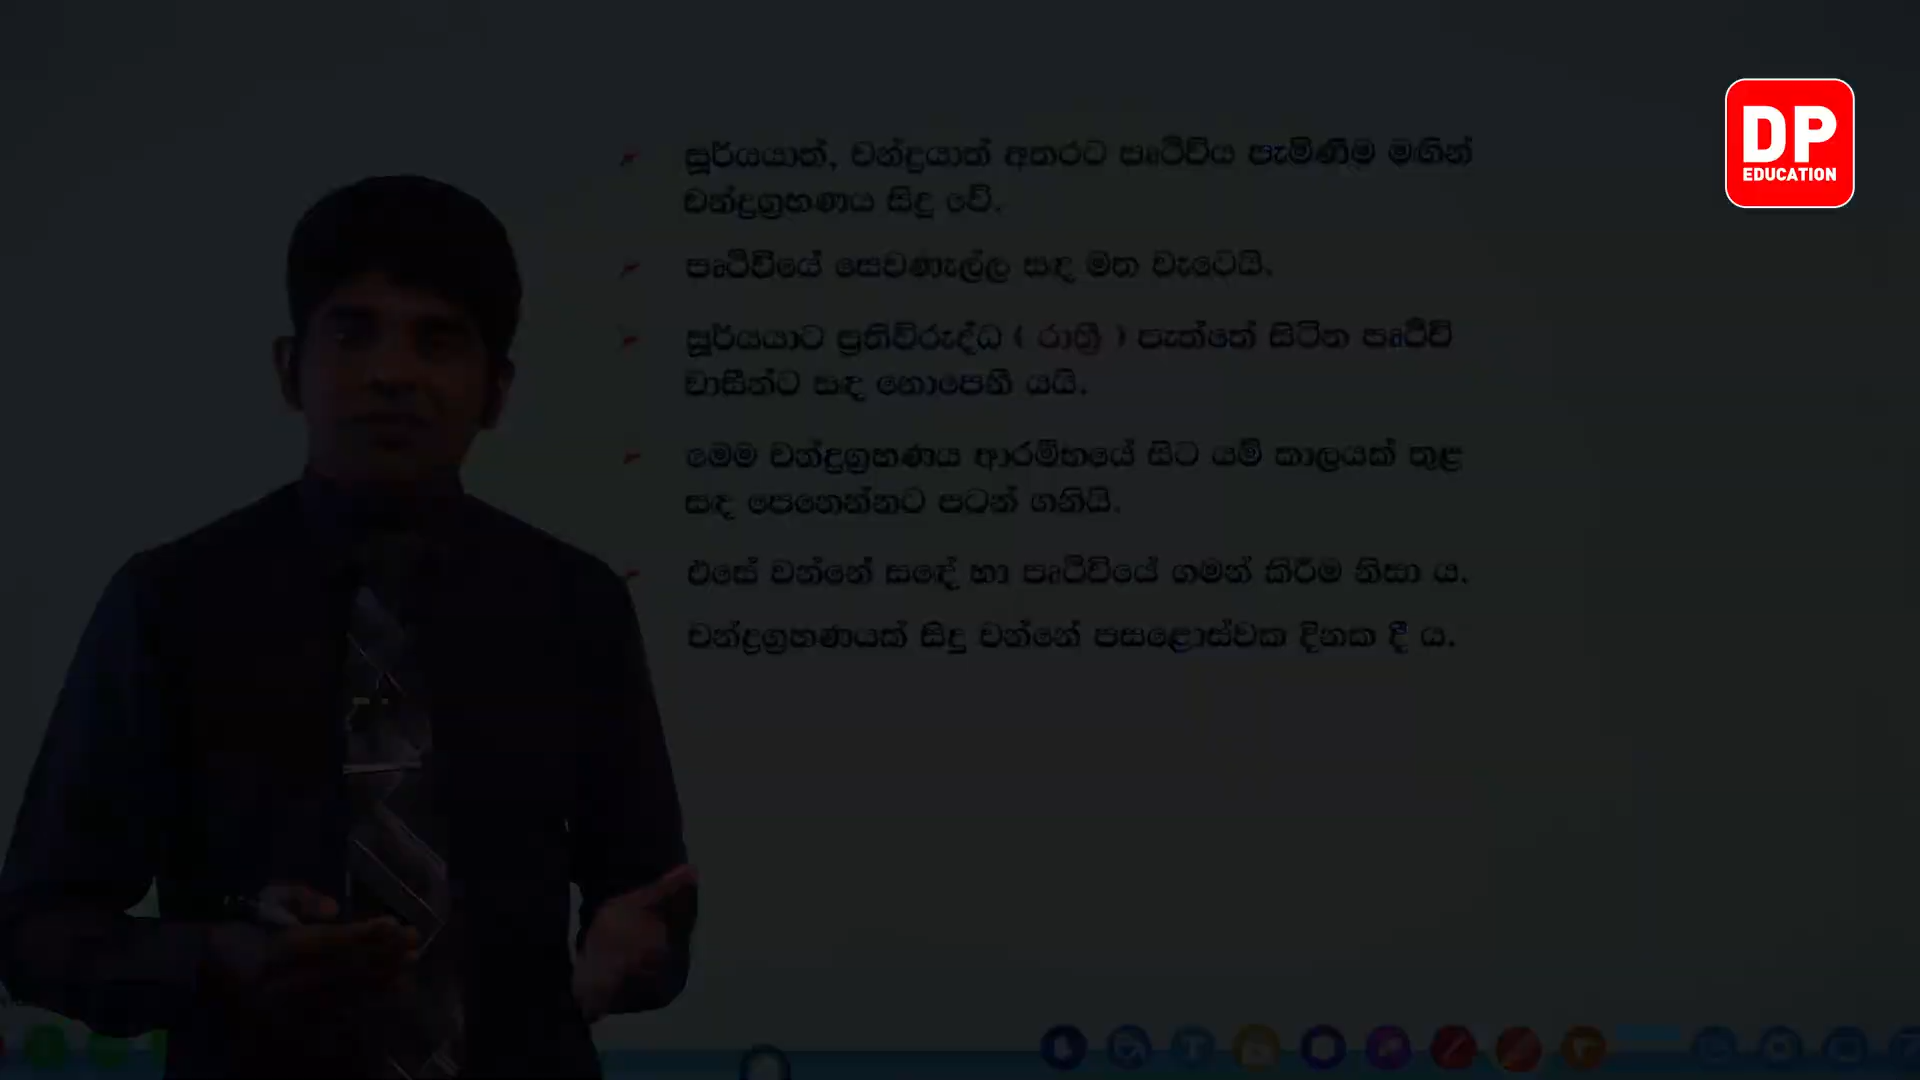 DP
EDUCATION
සූර්යයාත්, චන්ද්‍රයාත් අතරට පෘථිවිය පැමිණීම මගින්
චන්ද්‍රග්‍රහණය සිදු වේ.
පෘථිවියේ සෙවණැල්ල සඳ මත වැටෙයි.
සූර්යයාට ප්‍රතිවිරුද්ධ ( රාත්‍රී ) පැත්තේ සිටින පෘථිවි
වාසීන්ට සඳ නොපෙනී යයි.
මෙම චන්ද්‍රග්‍රහණය ආරම්භයේ සිට යම් කාලයක් තුළ
සඳ පෙනෙන්නට පටන් ගනියි.
එසේ වන්නේ සඳේ හා පෘථිවියේ ගමන් කිරීම නිසා ය.
චන්ද්‍රග්‍රහණයක් සිදු වන්නේ පසළොස්වක දිනක දී ය.